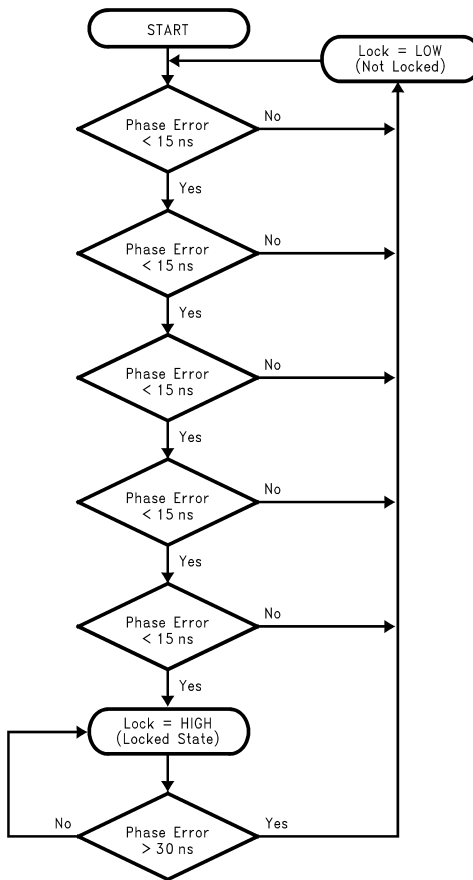 START
Lock = LOW
(Not Locked)
Phase Error
< 15 ns
No
Yes
Phase Error
< 15 ns
No
Yes
Phase Error
< 15 ns
No
Yes
Phase Error
< 15 ns
No
Yes
Phase Error
< 15 ns
No
Yes
Lock = HIGH
(Locked State)
No
Phase Error
> 30 ns
Yes